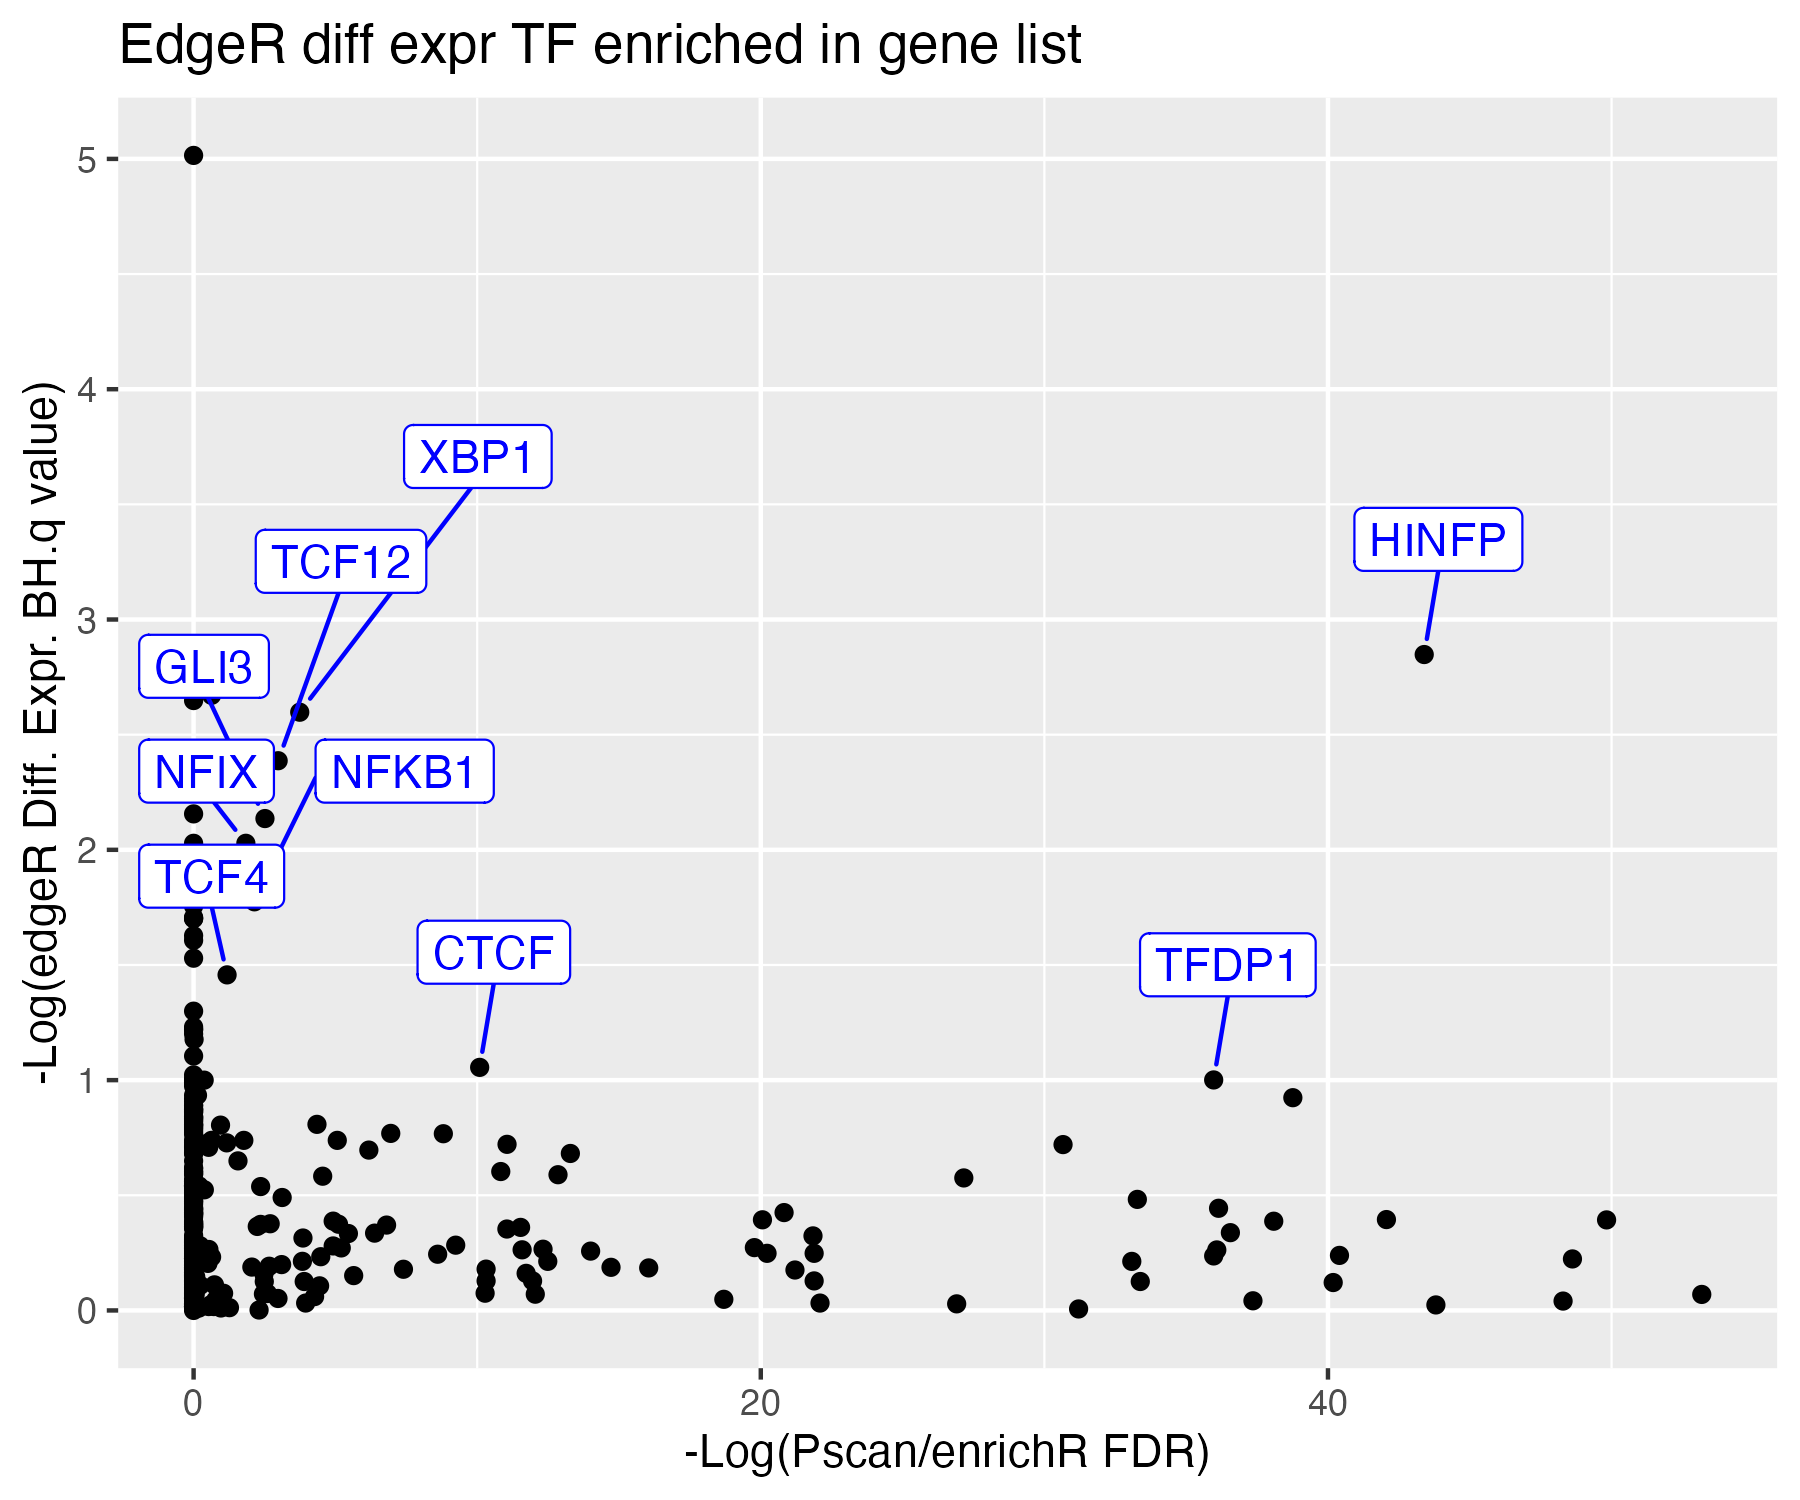 EdgeR diff expr TF enriched in gene list
-Log(edgeR Diff. Expr. BH.q value)
5
4
3
2
1
0
XBP1
HINFP
TCF12
GLI3
NFIX
NFKB1
TCF4
CTCF
TFDP1
0
20
40
-Log(Pscan/enrichR FDR)